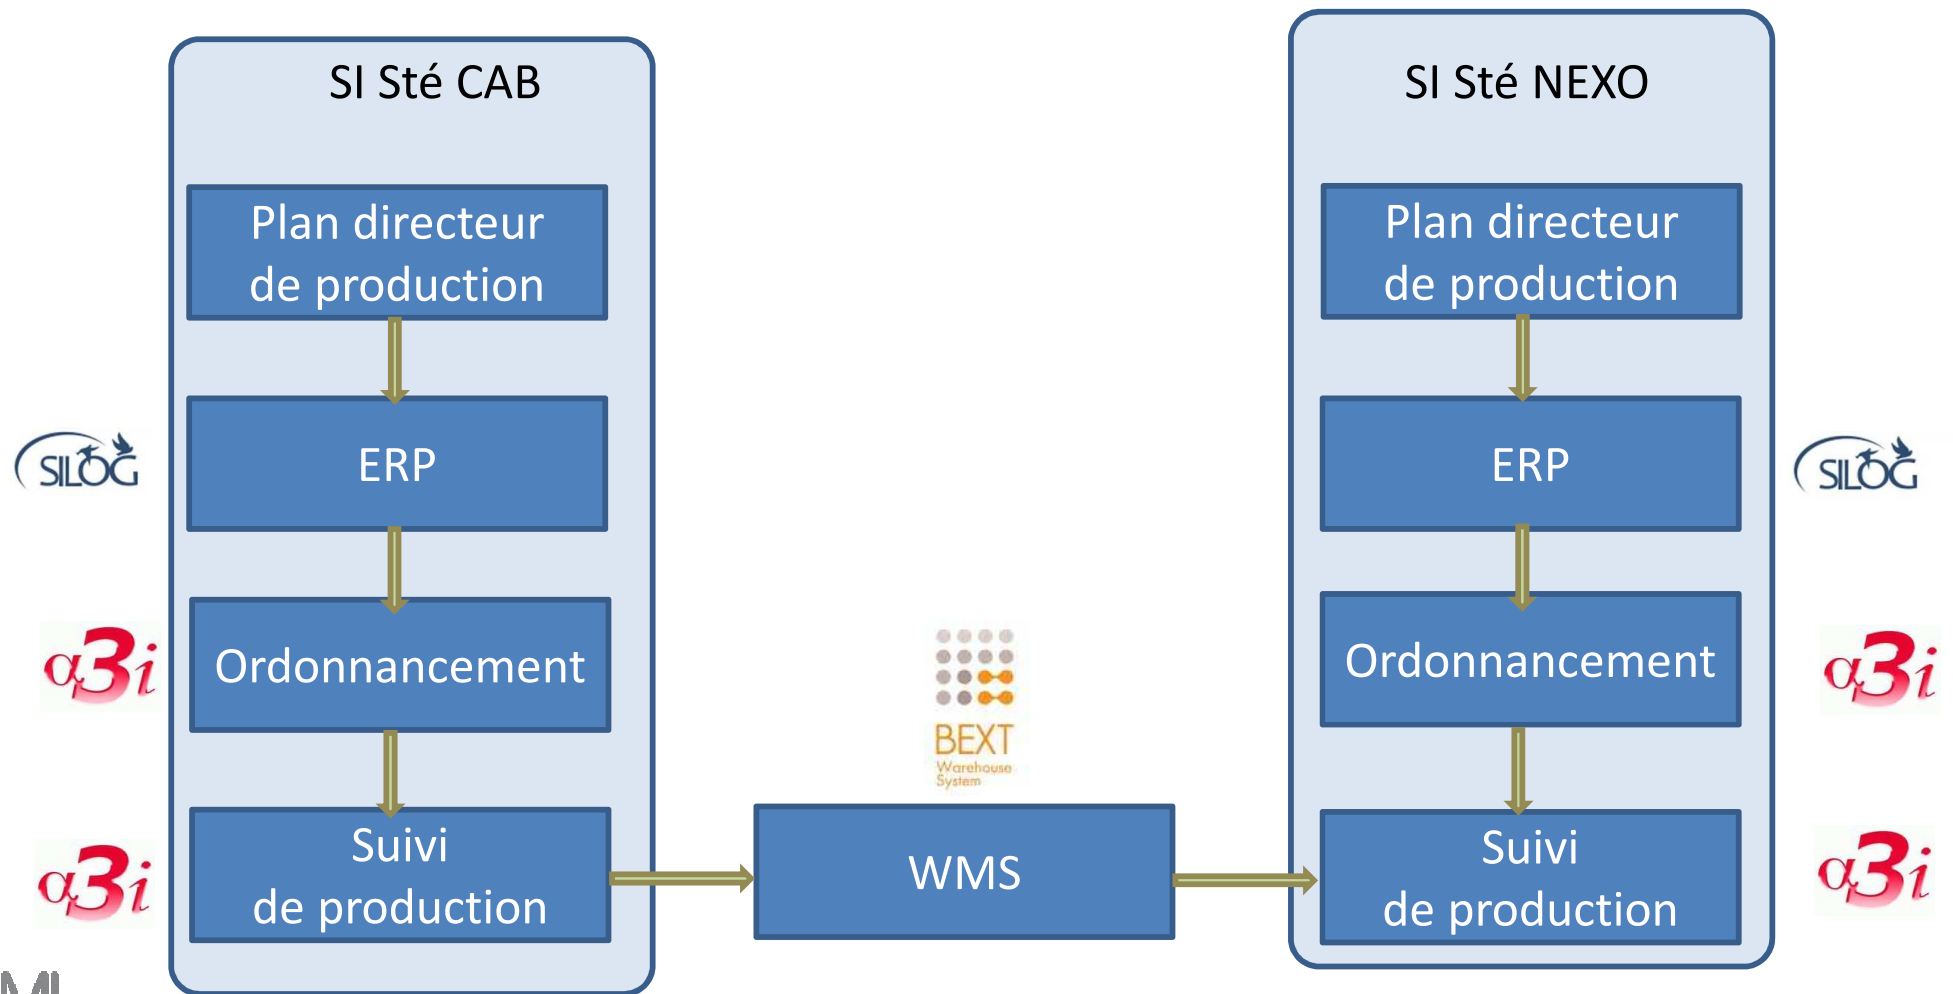 SI Sté CAB
Plan directeur
de production
ERP
Ordonnancement
Suivi
de production
SILOG
α3i
α3i
BEXT
Warehouse
System
WMS
SI Sté NEXO
Plan directeur
de production
ERP
Ordonnancement
Suivi
de production
SILOG
α3i
α3i